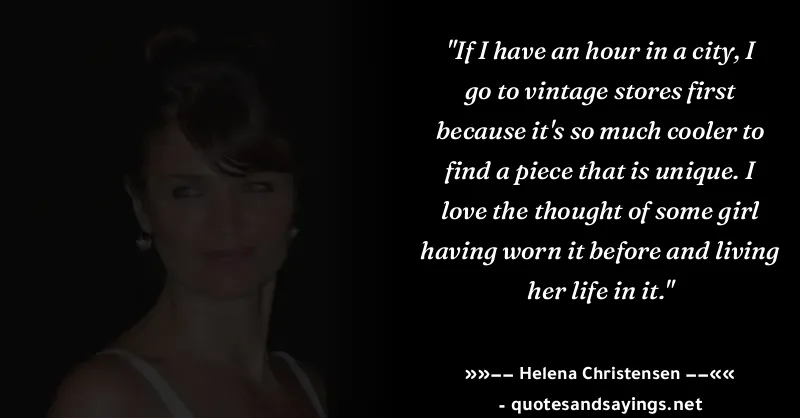 "If I have an hour in a city, I
go to vintage stores first
because it's so much cooler to
find a piece that is unique. I
love the thought of some girl
having worn it before and living
her life in it."
»»–– Helena Christensen ––««
- quotesandsayings.net